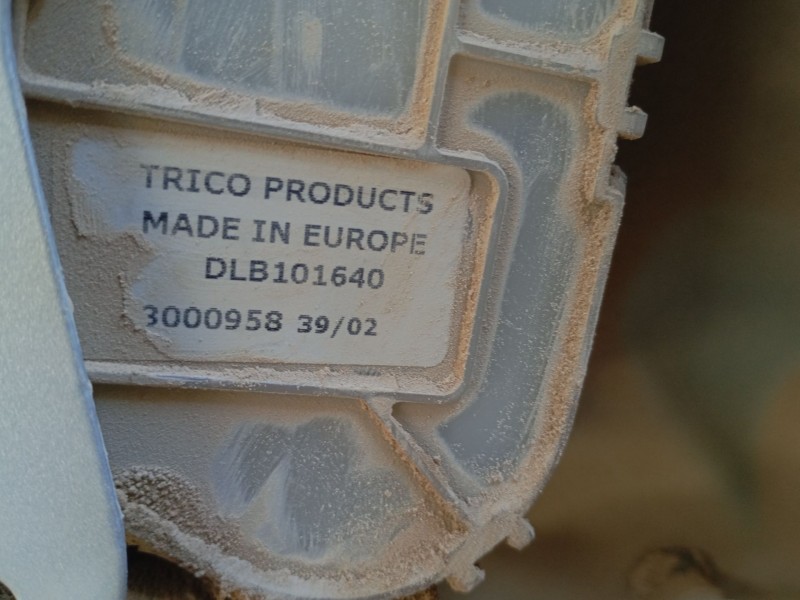 TRICO PRODUCTS
MADE IN EUROPE
DLB101640
3000958 39/02